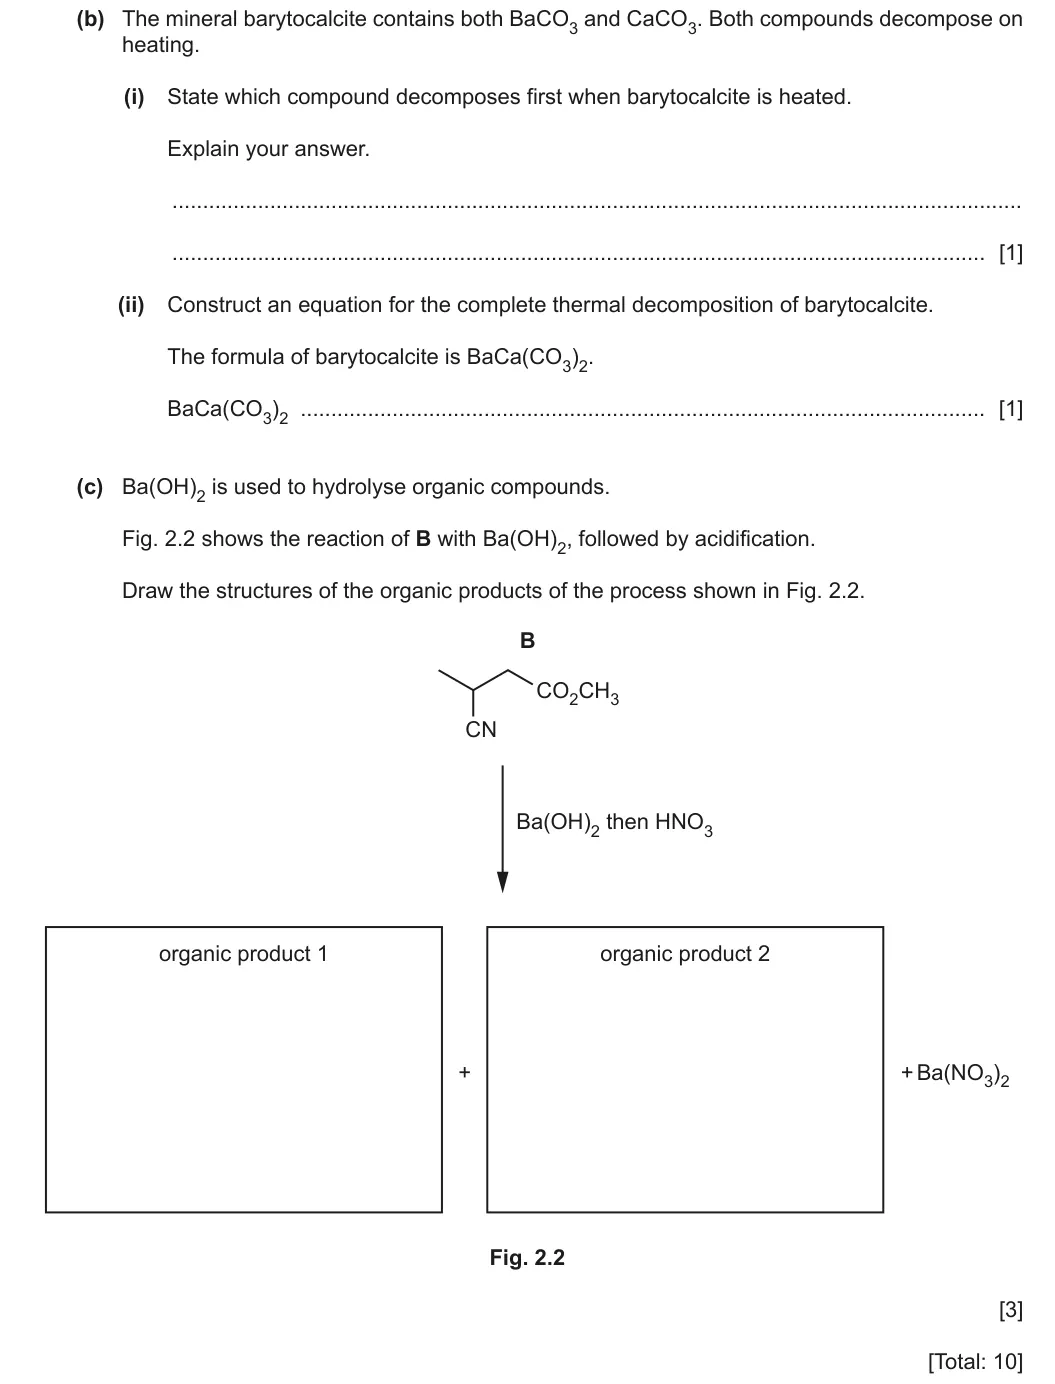 (b) The mineral barytocalcite contains both BaCO3 and CaCO3. Both compounds decompose on
heating.
(i) State which compound decomposes first when barytocalcite is heated.
Explain your answer.
..........................................................................................................................................
.................................................................................................................................... [1]
(ii) Construct an equation for the complete thermal decomposition of barytocalcite.
The formula of barytocalcite is BaCa(CO3)2.
BaCa(CO3)2 ............................................................................................................... [1]
(c) Ba(OH)2 is used to hydrolyse organic compounds.
Fig. 2.2 shows the reaction of B with Ba(OH)2, followed by acidification.
Draw the structures of the organic products of the process shown in Fig. 2.2.
B
CO2CH3
CN
Ba(OH)2 then HNO3
organic product 1
organic product 2
+
+ Ba(NO3)2
Fig. 2.2
[3]
[Total: 10]